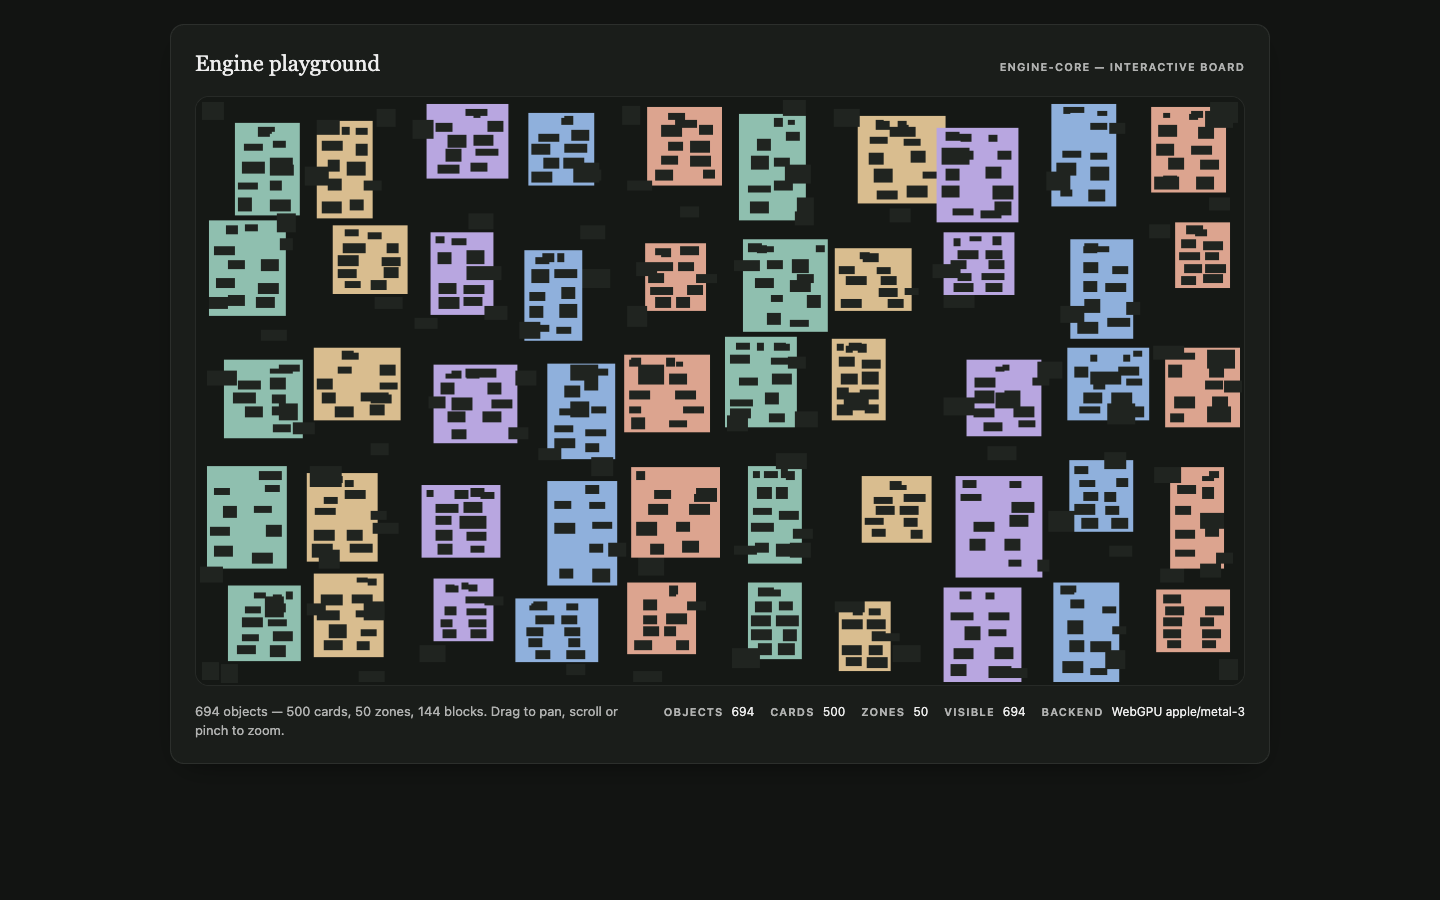 Engine playground
ENGINE-CORE — INTERACTIVE BOARD
694 objects — 500 cards, 50 zones, 144 blocks. Drag to pan, scroll or
pinch to zoom.
OBJECTS 694 CARDS 500 ZONES 50 VISIBLE 694 BACKEND WebGPU apple/metal-3